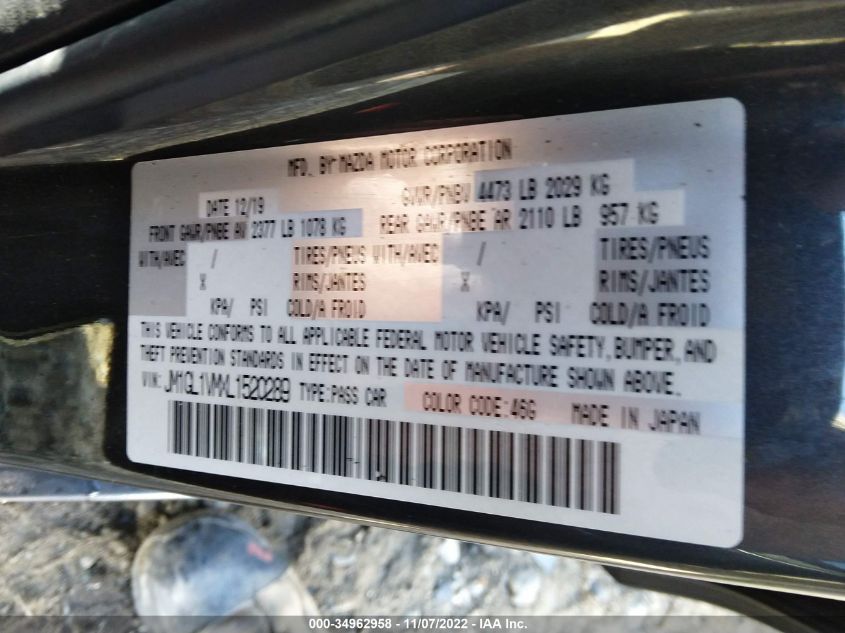 MFD. BY MAZDA MOTOR CORPORATION
DATE 12/19 GVWR/PNBV 4473 LB 2029 KG
FRONT GAWR/PNBE AV 2377 LB 1078 KG REAR GAWR/PNBE AR 2110 LB 957 KG
WITH/AVEC / TIRES/PNEUS WITH/AVEC / TIRES/PNEUS
X RIMS/JANTES X RIMS/JANTES
KPA/ PSI COLD/A FROID KPA/ PSI COLD/A FROID
THIS VEHICLE CONFORMS TO ALL APPLICABLE FEDERAL MOTOR VEHICLE SAFETY, BUMPER, AND
THEFT PREVENTION STANDARDS IN EFFECT ON THE DATE OF MANUFACTURE SHOWN ABOVE.
VIN: JM1GL1VMXL1520289 TYPE:PASS CAR COLOR CODE:46G MADE IN JAPAN
000-34962958 - 11/07/2022 - © IAA Inc.